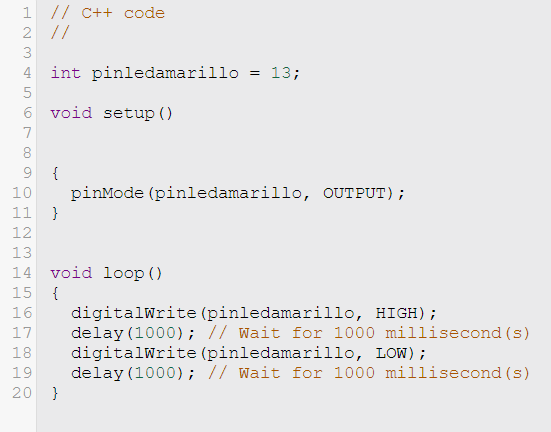 1 // C++ code
2 //
3
4 int pinledamarillo = 13;
5
6 void setup()
7
8
9 {
10   pinMode(pinledamarillo, OUTPUT);
11 }
12
13
14 void loop()
15 {
16   digitalWrite(pinledamarillo, HIGH);
17   delay(1000); // Wait for 1000 millisecond(s)
18   digitalWrite(pinledamarillo, LOW);
19   delay(1000); // Wait for 1000 millisecond(s)
20 }